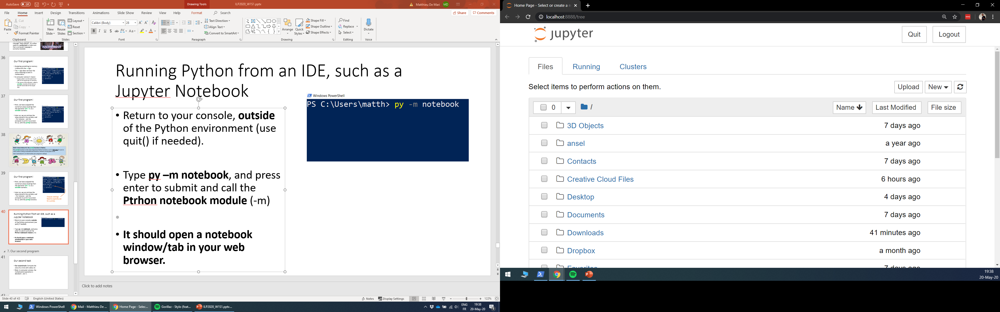 AutoSave Off
Drawing Tools
ILP2020_W1S1.pptx
Matthieu De Mari MD
File Home Insert Design Transitions Animations Slide Show Review View Help Format Search
Share Comments
Paste
Cut
Copy
Format Painter
Clipboard
New Slide
Reuse Slides
Layout
Reset
Section
Slides
Calibri (Body) 28
Font
Text Direction
Align Text
Convert to SmartArt
Paragraph
Arrange
Quick Styles
Shape Fill
Shape Outline
Shape Effects
Drawing
Find
Replace
Select
Editing
Dictate
Voice
36
Our first program!
37
Our first program!
38
39
Our first program!
40
Running Python from an IDE, such as a
Jupyter Notebook
7. Our second program
41
Our second task
Running Python from an IDE, such as a
Jupyter Notebook
• Return to your console, outside
of the Python environment (use
quit() if needed).
• Type py –m notebook, and press
enter to submit and call the
Ptrhon notebook module (-m)
•
• It should open a notebook
window/tab in your web
browser.
Windows PowerShell
PS C:\Users\matth> py -m notebook
Click to add notes
Slide 40 of 43 English (United States)
Notes Display Settings 122%
Windows PowerShell
Mail - Matthieu De ...
Home Page - Selec...
Gorillaz - Stylo (feat...
ILP2020_W1S1.pptx...
ENG
FR
19:38
20-May-20
Home Page - Select or create a n
localhost:8888/tree
jupyter
Quit Logout
Files Running Clusters
Select items to perform actions on them.
Upload New
0 /
Name Last Modified File size
3D Objects 7 days ago
ansel a year ago
Contacts 7 days ago
Creative Cloud Files 6 hours ago
Desktop 4 days ago
Documents 7 days ago
Downloads 41 minutes ago
Dropbox a month ago
Favorites 7 days ago
19:38
20-May-20